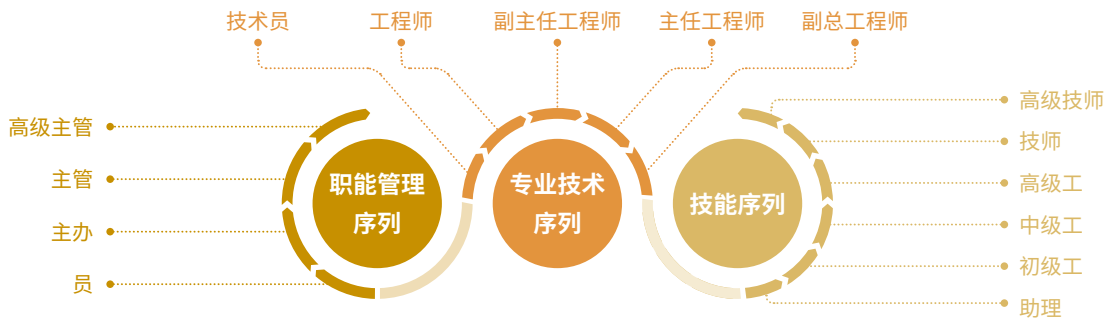 技术员
工程师
副主任工程师
主任工程师
副总工程师
高级主管
主管
主办
员
职能管理
序列
专业技术
序列
技能序列
高级技师
技师
高级工
中级工
初级工
助理